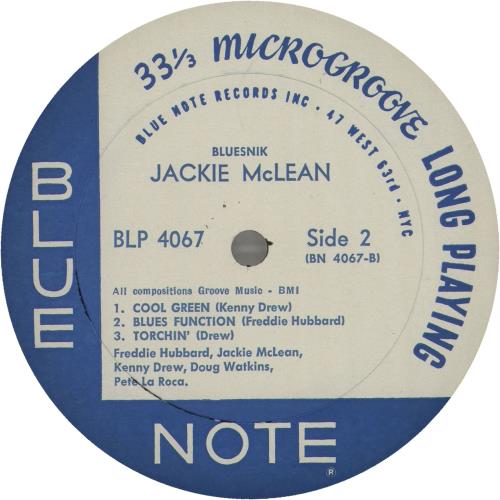 33⅓ MICROGROOVE LONG PLAYING
BLUE NOTE RECORDS INC • 47 WEST 63rd • NYC
BLUESNIK
JACKIE McLEAN
BLP 4067
Side 2
(BN 4067-B)
All compositions Groove Music - BMI
1. COOL GREEN (Kenny Drew)
2. BLUES FUNCTION (Freddie Hubbard)
3. TORCHIN' (Drew)
Freddie Hubbard, Jackie McLean,
Kenny Drew, Doug Watkins,
Pete La Roca.
BLUE
NOTE ®